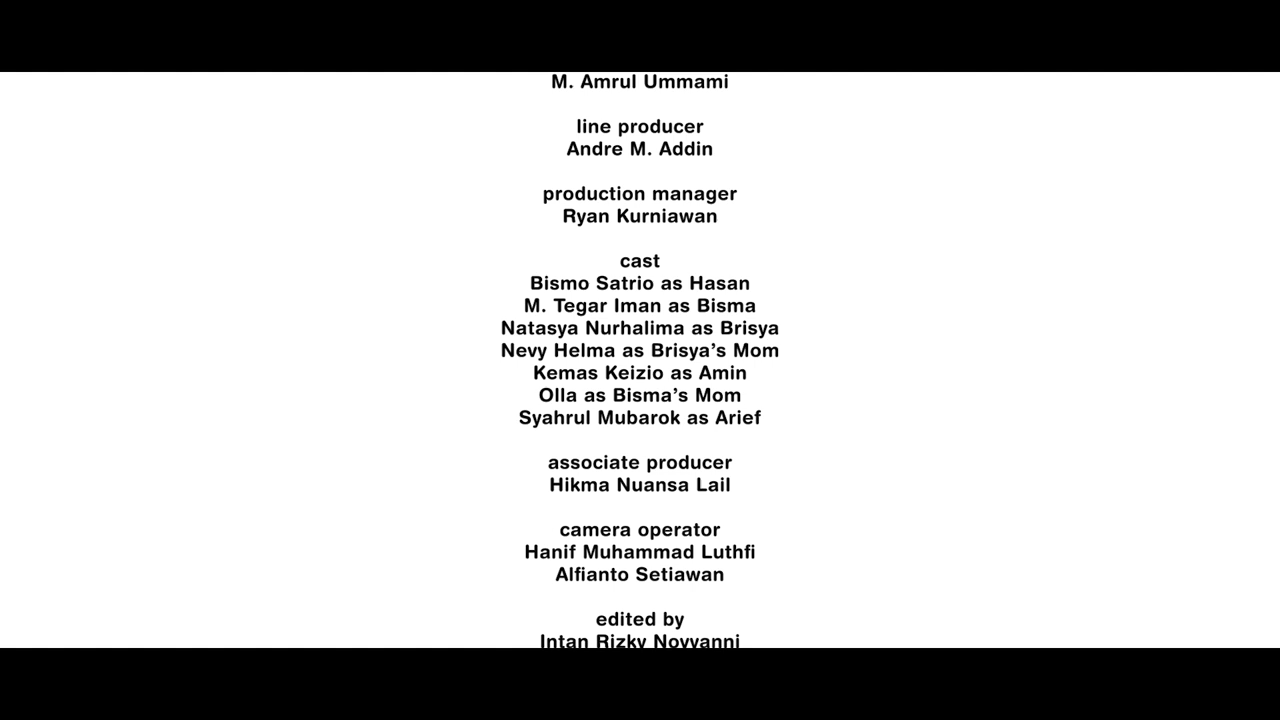 M. Amrul Ummami
line producer
Andre M. Addin
production manager
Ryan Kurniawan
cast
Bismo Satrio as Hasan
M. Tegar Iman as Bisma
Natasya Nurhalima as Brisya
Nevy Helma as Brisya’s Mom
Kemas Keizio as Amin
Olla as Bisma’s Mom
Syahrul Mubarok as Arief
associate producer
Hikma Nuansa Lail
camera operator
Hanif Muhammad Luthfi
Alfianto Setiawan
edited by
Intan Rizky Novyanni